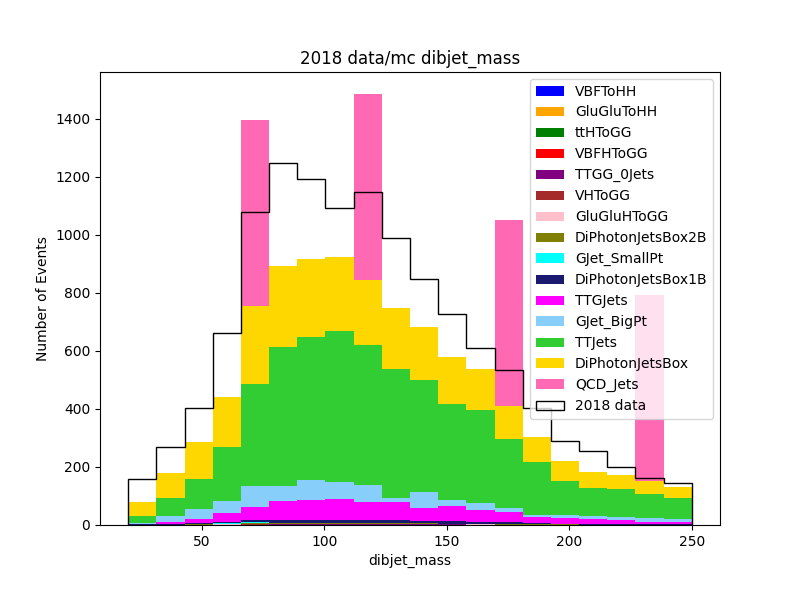 2018 data/mc dibjet_mass
Number of Events
1400
1200
1000
800
600
400
200
0
50
100
150
200
250
dibjet_mass
VBFToHH
GluGluToHH
ttHToGG
VBFHToGG
TTGG_0Jets
VHToGG
GluGluHToGG
DiPhotonJetsBox2B
GJet_SmallPt
DiPhotonJetsBox1B
TTGJets
GJet_BigPt
TTJets
DiPhotonJetsBox
QCD_Jets
2018 data